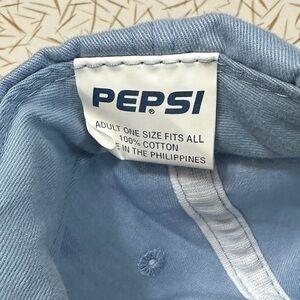 PEPSI®
ADULT ONE SIZE FITS ALL
100% COTTON
IN THE PHILIPPINES